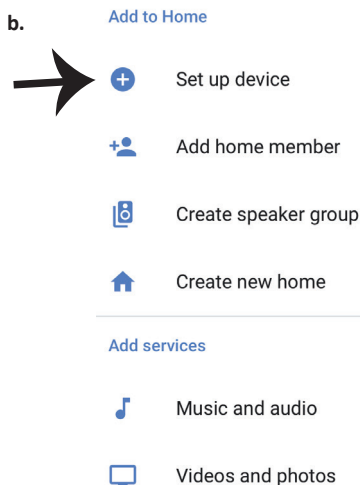 b.
Add to Home
Set up device
Add home member
Create speaker group
Create new home
Add services
Music and audio
Videos and photos